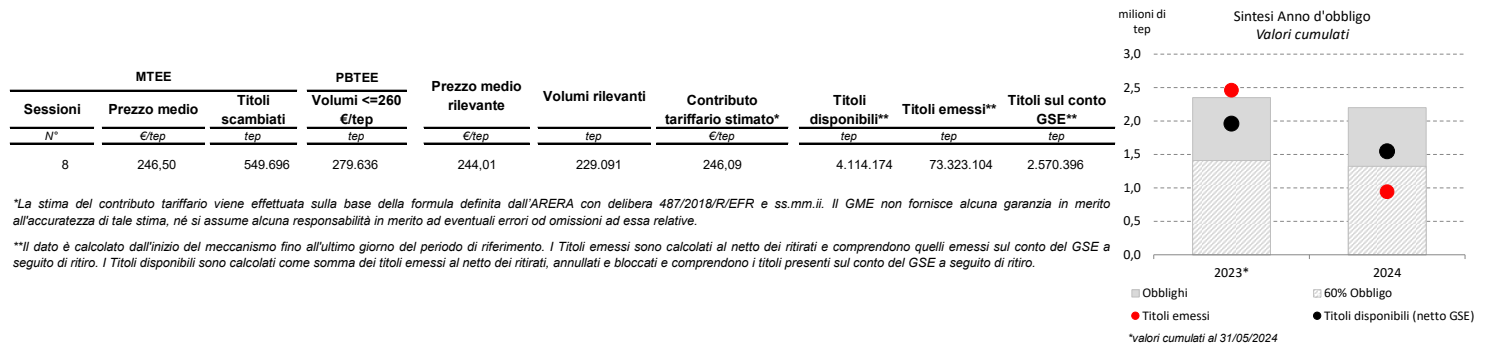 MTEE
PBTEE
Prezzo medio rilevante
Volumi rilevanti
Contributo tariffario stimato*
Titoli disponibili**
Titoli emessi**
Titoli sul conto GSE**
Sessioni
Prezzo medio
Titoli scambiati
Volumi <=260 €/tep
N° €/tep tep tep €/tep tep €/tep tep tep tep
8 246,50 549.696 279.636 244,01 229.091 246,09 4.114.174 73.323.104 2.570.396
*La stima del contributo tariffario viene effettuata sulla base della formula definita dall'ARERA con delibera 487/2018/R/EFR e ss.mm.ii. Il GME non fornisce alcuna garanzia in merito
all'accuratezza di tale stima, né si assume alcuna responsabilità in merito ad eventuali errori od omissioni ad essa relative.
**Il dato è calcolato dall'inizio del meccanismo fino all'ultimo giorno del periodo di riferimento. I Titoli emessi sono calcolati al netto dei ritirati e comprendono quelli emessi sul conto del GSE a
seguito di ritiro. I Titoli disponibili sono calcolati come somma dei titoli emessi al netto dei ritirati, annullati e bloccati e comprendono i titoli presenti sul conto del GSE a seguito di ritiro.
milioni di
tep
Sintesi Anno d'obbligo
Valori cumulati
3,0
2,5
2,0
1,5
1,0
0,5
0,0
2023* 2024
Obblighi 60% Obbligo
Titoli emessi Titoli disponibili (netto GSE)
*valori cumulati al 31/05/2024